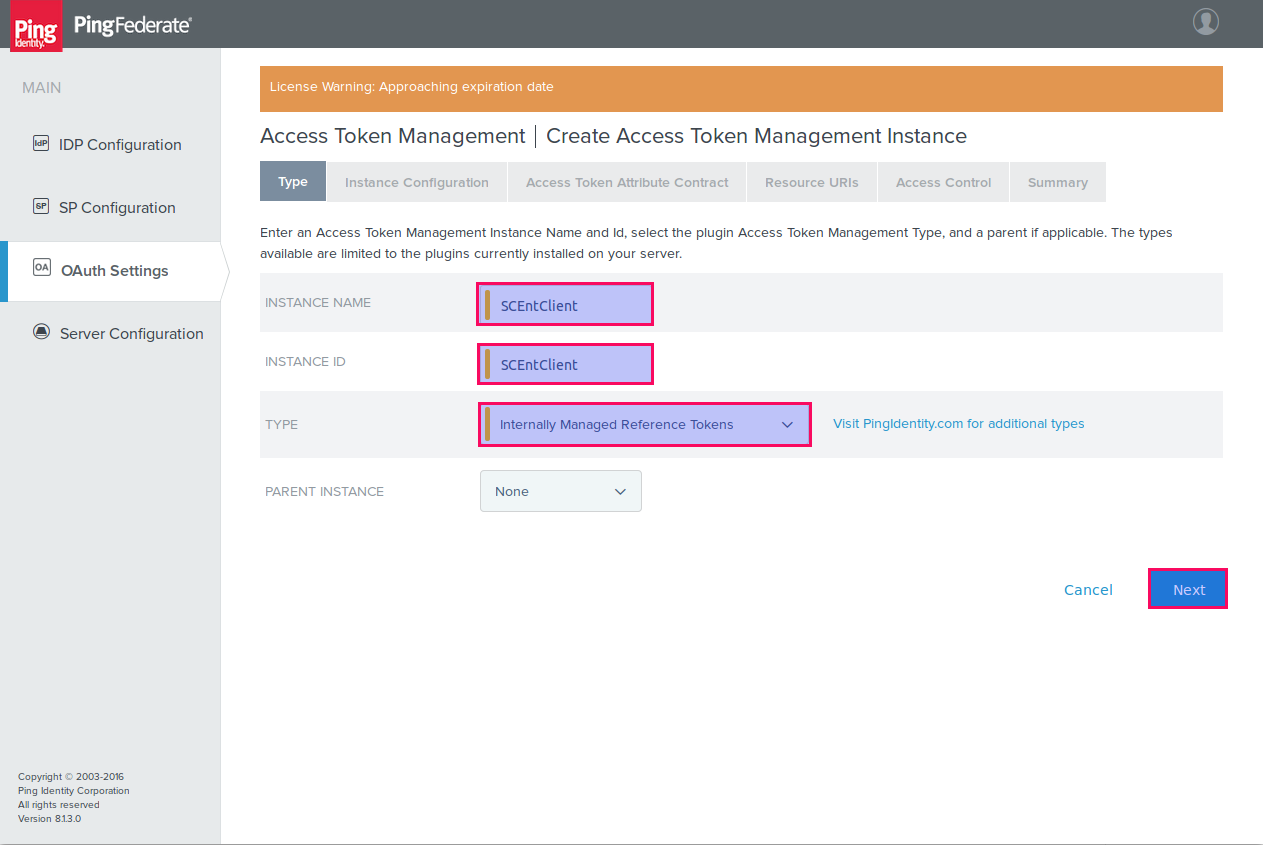 Ping
Identity.
PingFederate®
MAIN
IdP IDP Configuration
SP SP Configuration
OA OAuth Settings
Server Configuration
License Warning: Approaching expiration date
Access Token Management | Create Access Token Management Instance
Type Instance Configuration Access Token Attribute Contract Resource URIs Access Control Summary
Enter an Access Token Management Instance Name and Id, select the plugin Access Token Management Type, and a parent if applicable. The types
available are limited to the plugins currently installed on your server.
INSTANCE NAME SCEntClient
INSTANCE ID SCEntClient
TYPE Internally Managed Reference Tokens Visit PingIdentity.com for additional types
PARENT INSTANCE None
Cancel Next
Copyright © 2003-2016
Ping Identity Corporation
All rights reserved
Version 8.1.3.0